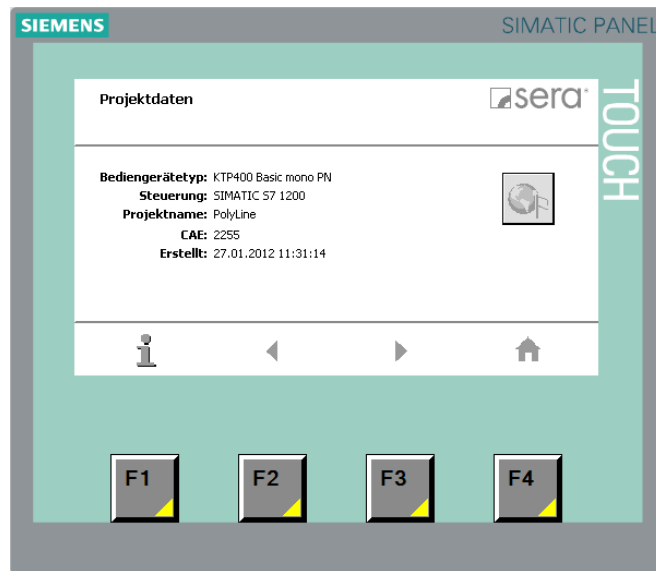 SIEMENS
SIMATIC PANEL
TOUCH
Projektdaten
sera
Bediengerätetyp: KTP400 Basic mono PN
Steuerung: SIMATIC S7 1200
Projektname: PolyLine
CAE: 2255
Erstellt: 27.01.2012 11:31:14
F1 F2 F3 F4